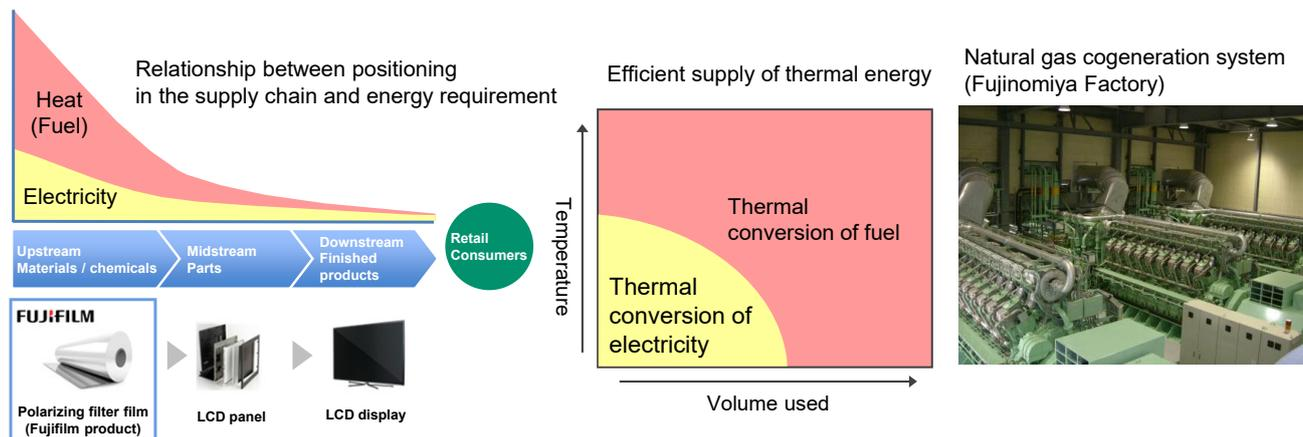 Relationship between positioning
in the supply chain and energy requirement
Heat
(Fuel)
Electricity
Upstream
Materials / chemicals
Midstream
Parts
Downstream
Finished
products
Retail
Consumers
FUJIFILM
Polarizing filter film
(Fujifilm product)
LCD panel
LCD display
Efficient supply of thermal energy
Temperature
Thermal
conversion of fuel
Thermal
conversion of
electricity
Volume used
Natural gas cogeneration system
(Fujinomiya Factory)